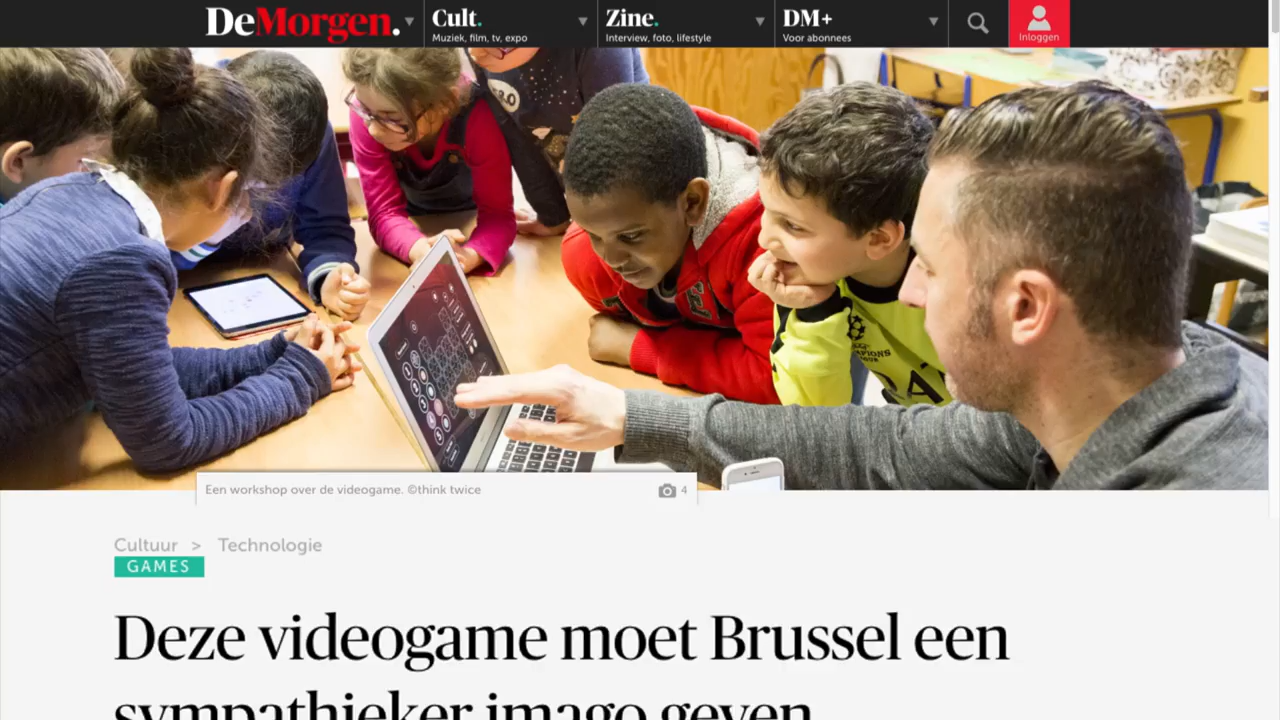 DeMorgen.
Cult.
Muziek, film, tv, expo
Zine.
Interview, foto, lifestyle
DM+
Voor abonnees
Inloggen
Een workshop over de videogame. ©think twice
4
Cultuur > Technologie
GAMES
Deze videogame moet Brussel een
sympathieker imago geven